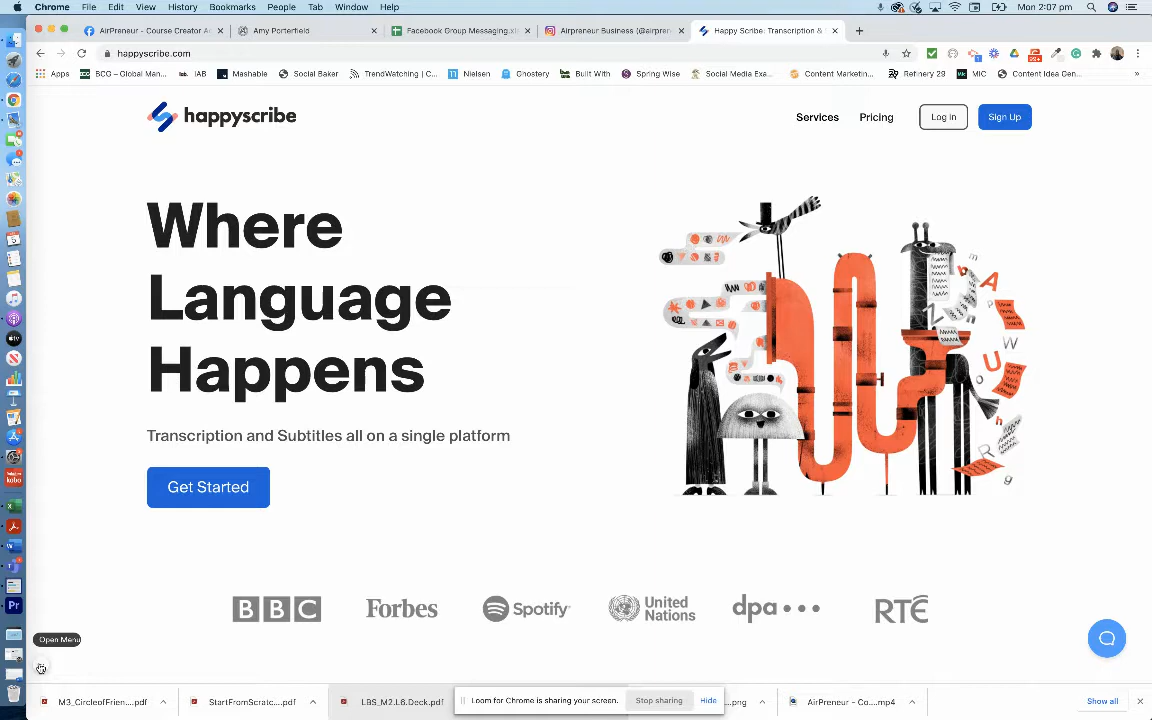 Chrome File Edit View History Bookmarks People Tab Window Help Mon 2:07 pm
AirPreneur - Course Creator Au Amy Porterfield Facebook Group Messaging.xl Airpreneur Business (@airpren Happy Scribe: Transcription &
happyscribe.com
Apps BCG – Global Man... IAB Mashable Social Baker TrendWatching | C... Nielsen Ghostery Built With Spring Wise Social Media Exa... Content Marketin... Refinery 29 MIC Content Idea Gen... »
happyscribe
Services Pricing Log in Sign Up
Where
Language
Happens
Transcription and Subtitles all on a single platform
Get Started
BBC Forbes Spotify United Nations dpa RTÉ
Open Menu
M3_CircleofFrien....pdf StartFromScratc....pdf LBS_M2.L6.Deck.pdf Loom for Chrome is sharing your screen. Stop sharing Hide .png AirPreneur - Co....mp4 Show all